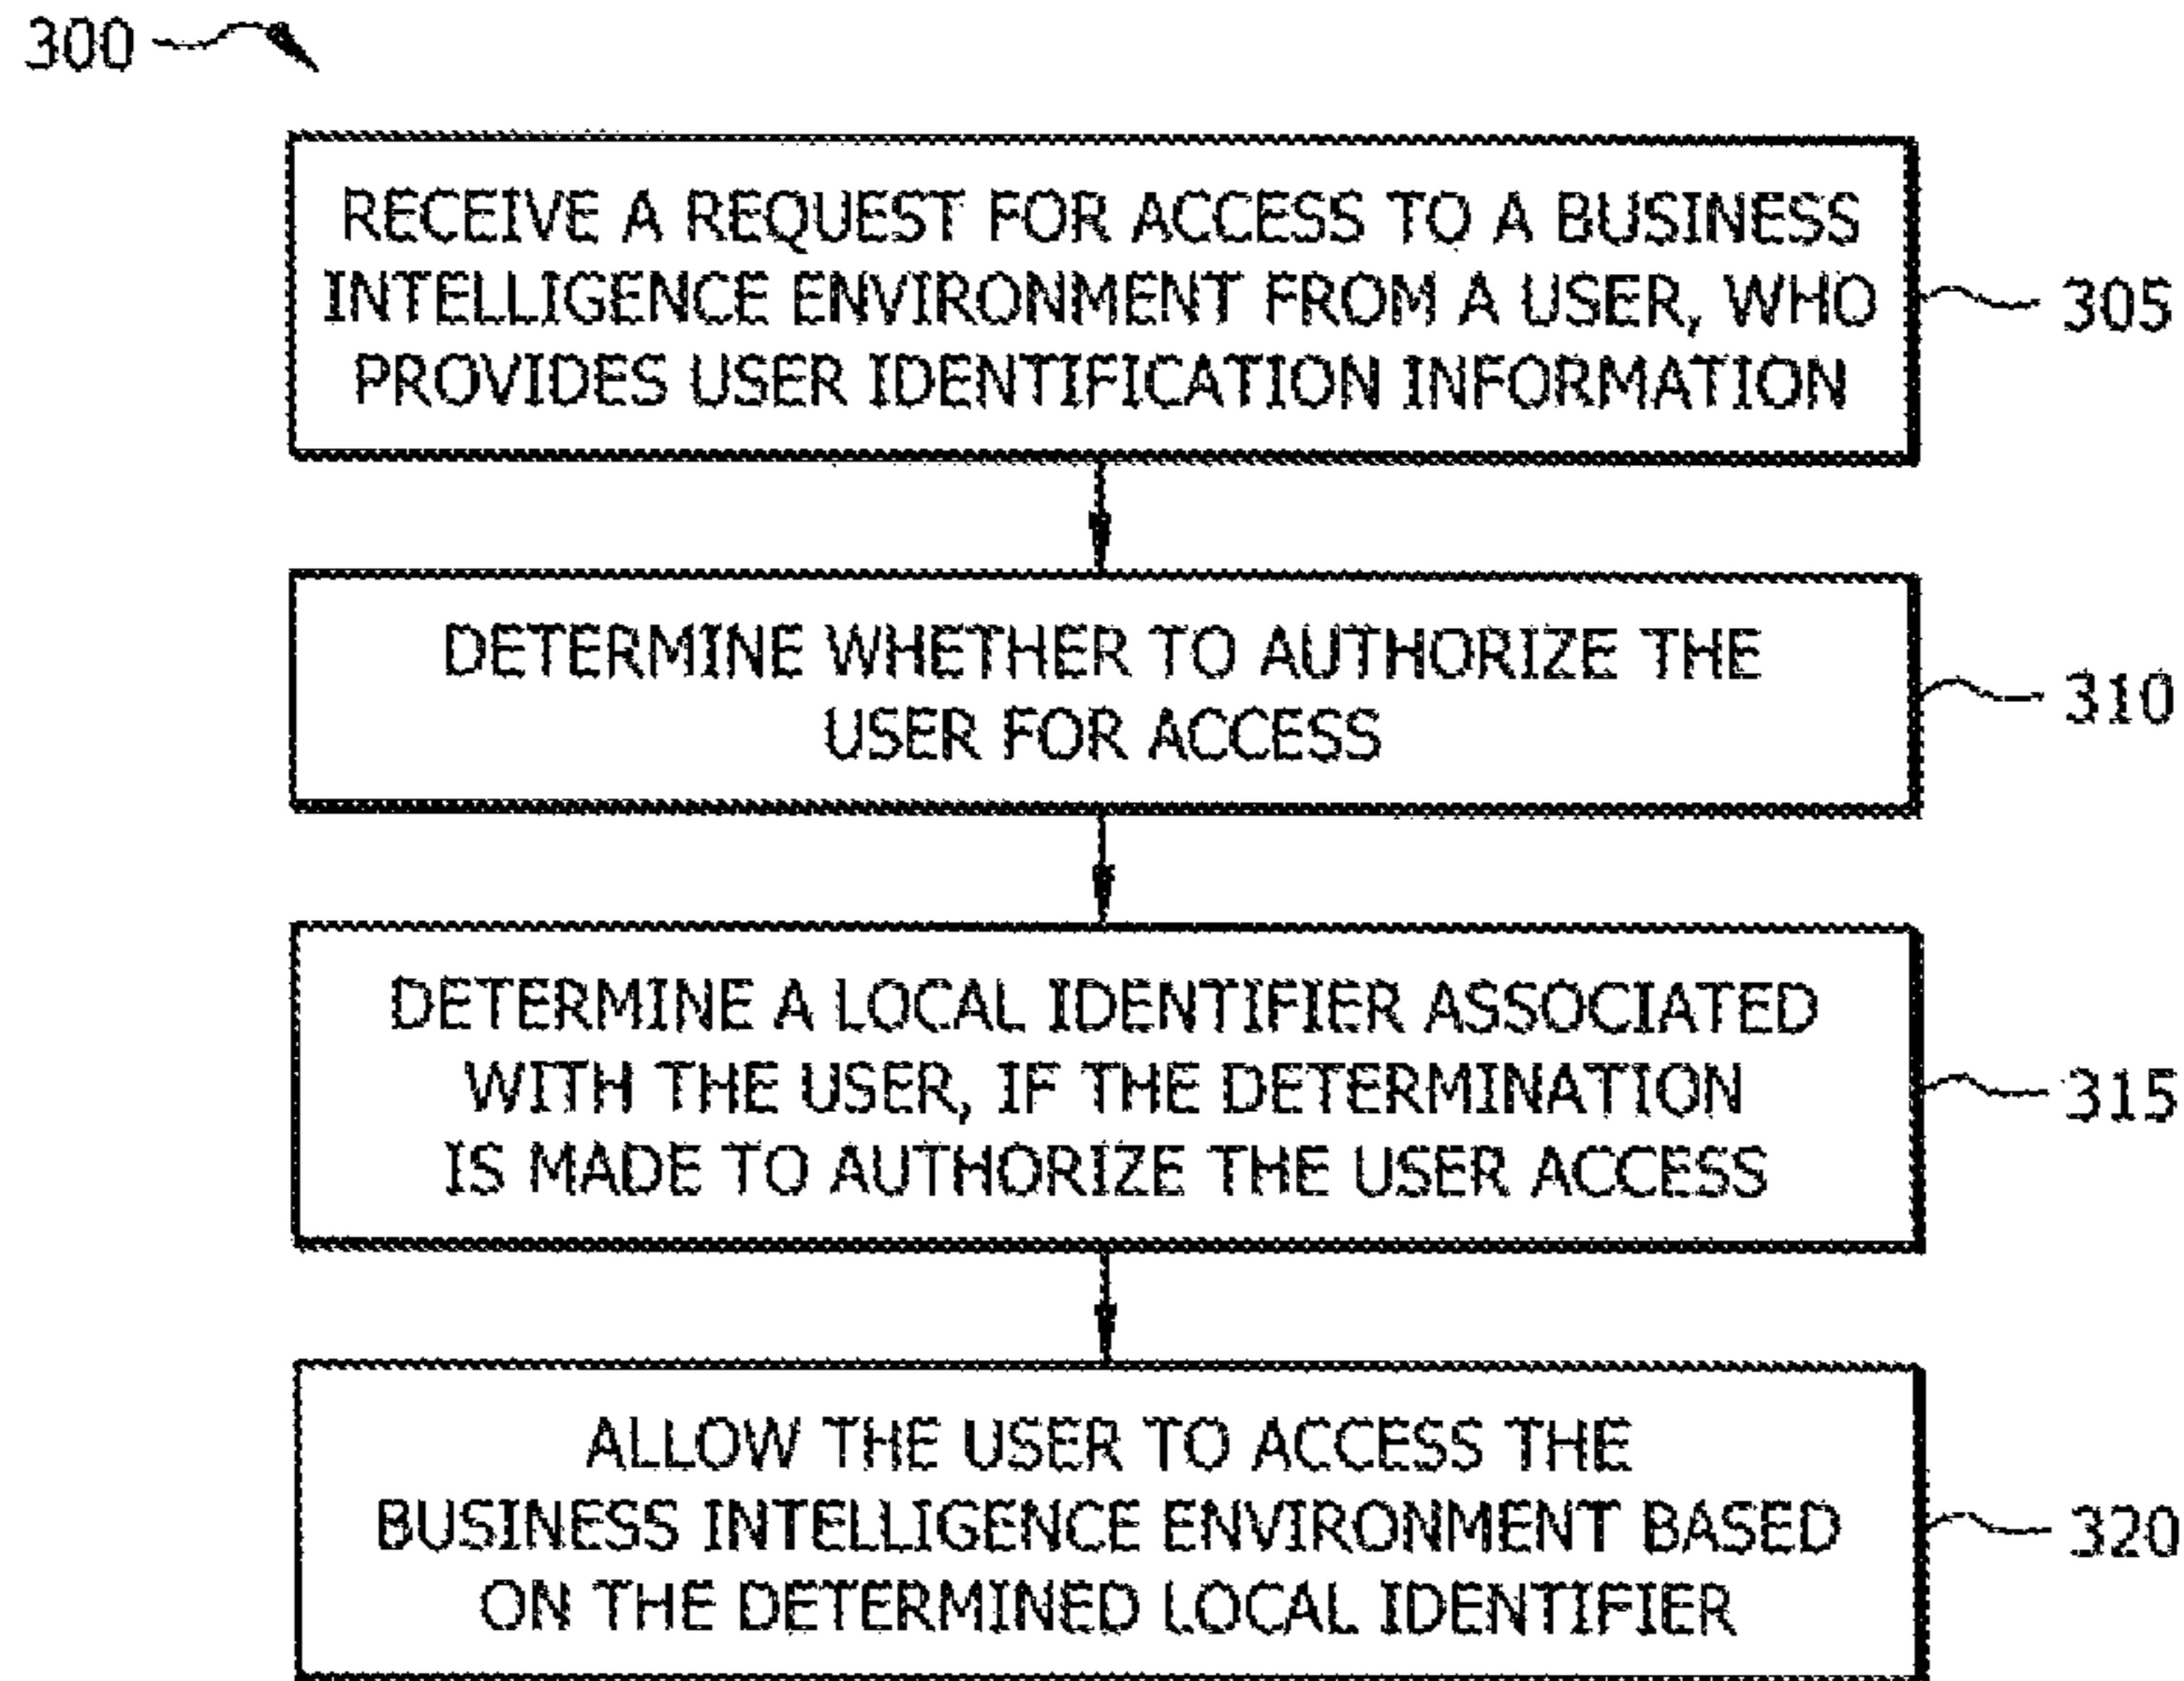 300
RECEIVE A REQUEST FOR ACCESS TO A BUSINESS
INTELLIGENCE ENVIRONMENT FROM A USER, WHO
PROVIDES USER IDENTIFICATION INFORMATION
305
DETERMINE WHETHER TO AUTHORIZE THE
USER FOR ACCESS
310
DETERMINE A LOCAL IDENTIFIER ASSOCIATED
WITH THE USER, IF THE DETERMINATION
IS MADE TO AUTHORIZE THE USER ACCESS
315
ALLOW THE USER TO ACCESS THE
BUSINESS INTELLIGENCE ENVIRONMENT BASED
ON THE DETERMINED LOCAL IDENTIFIER
320